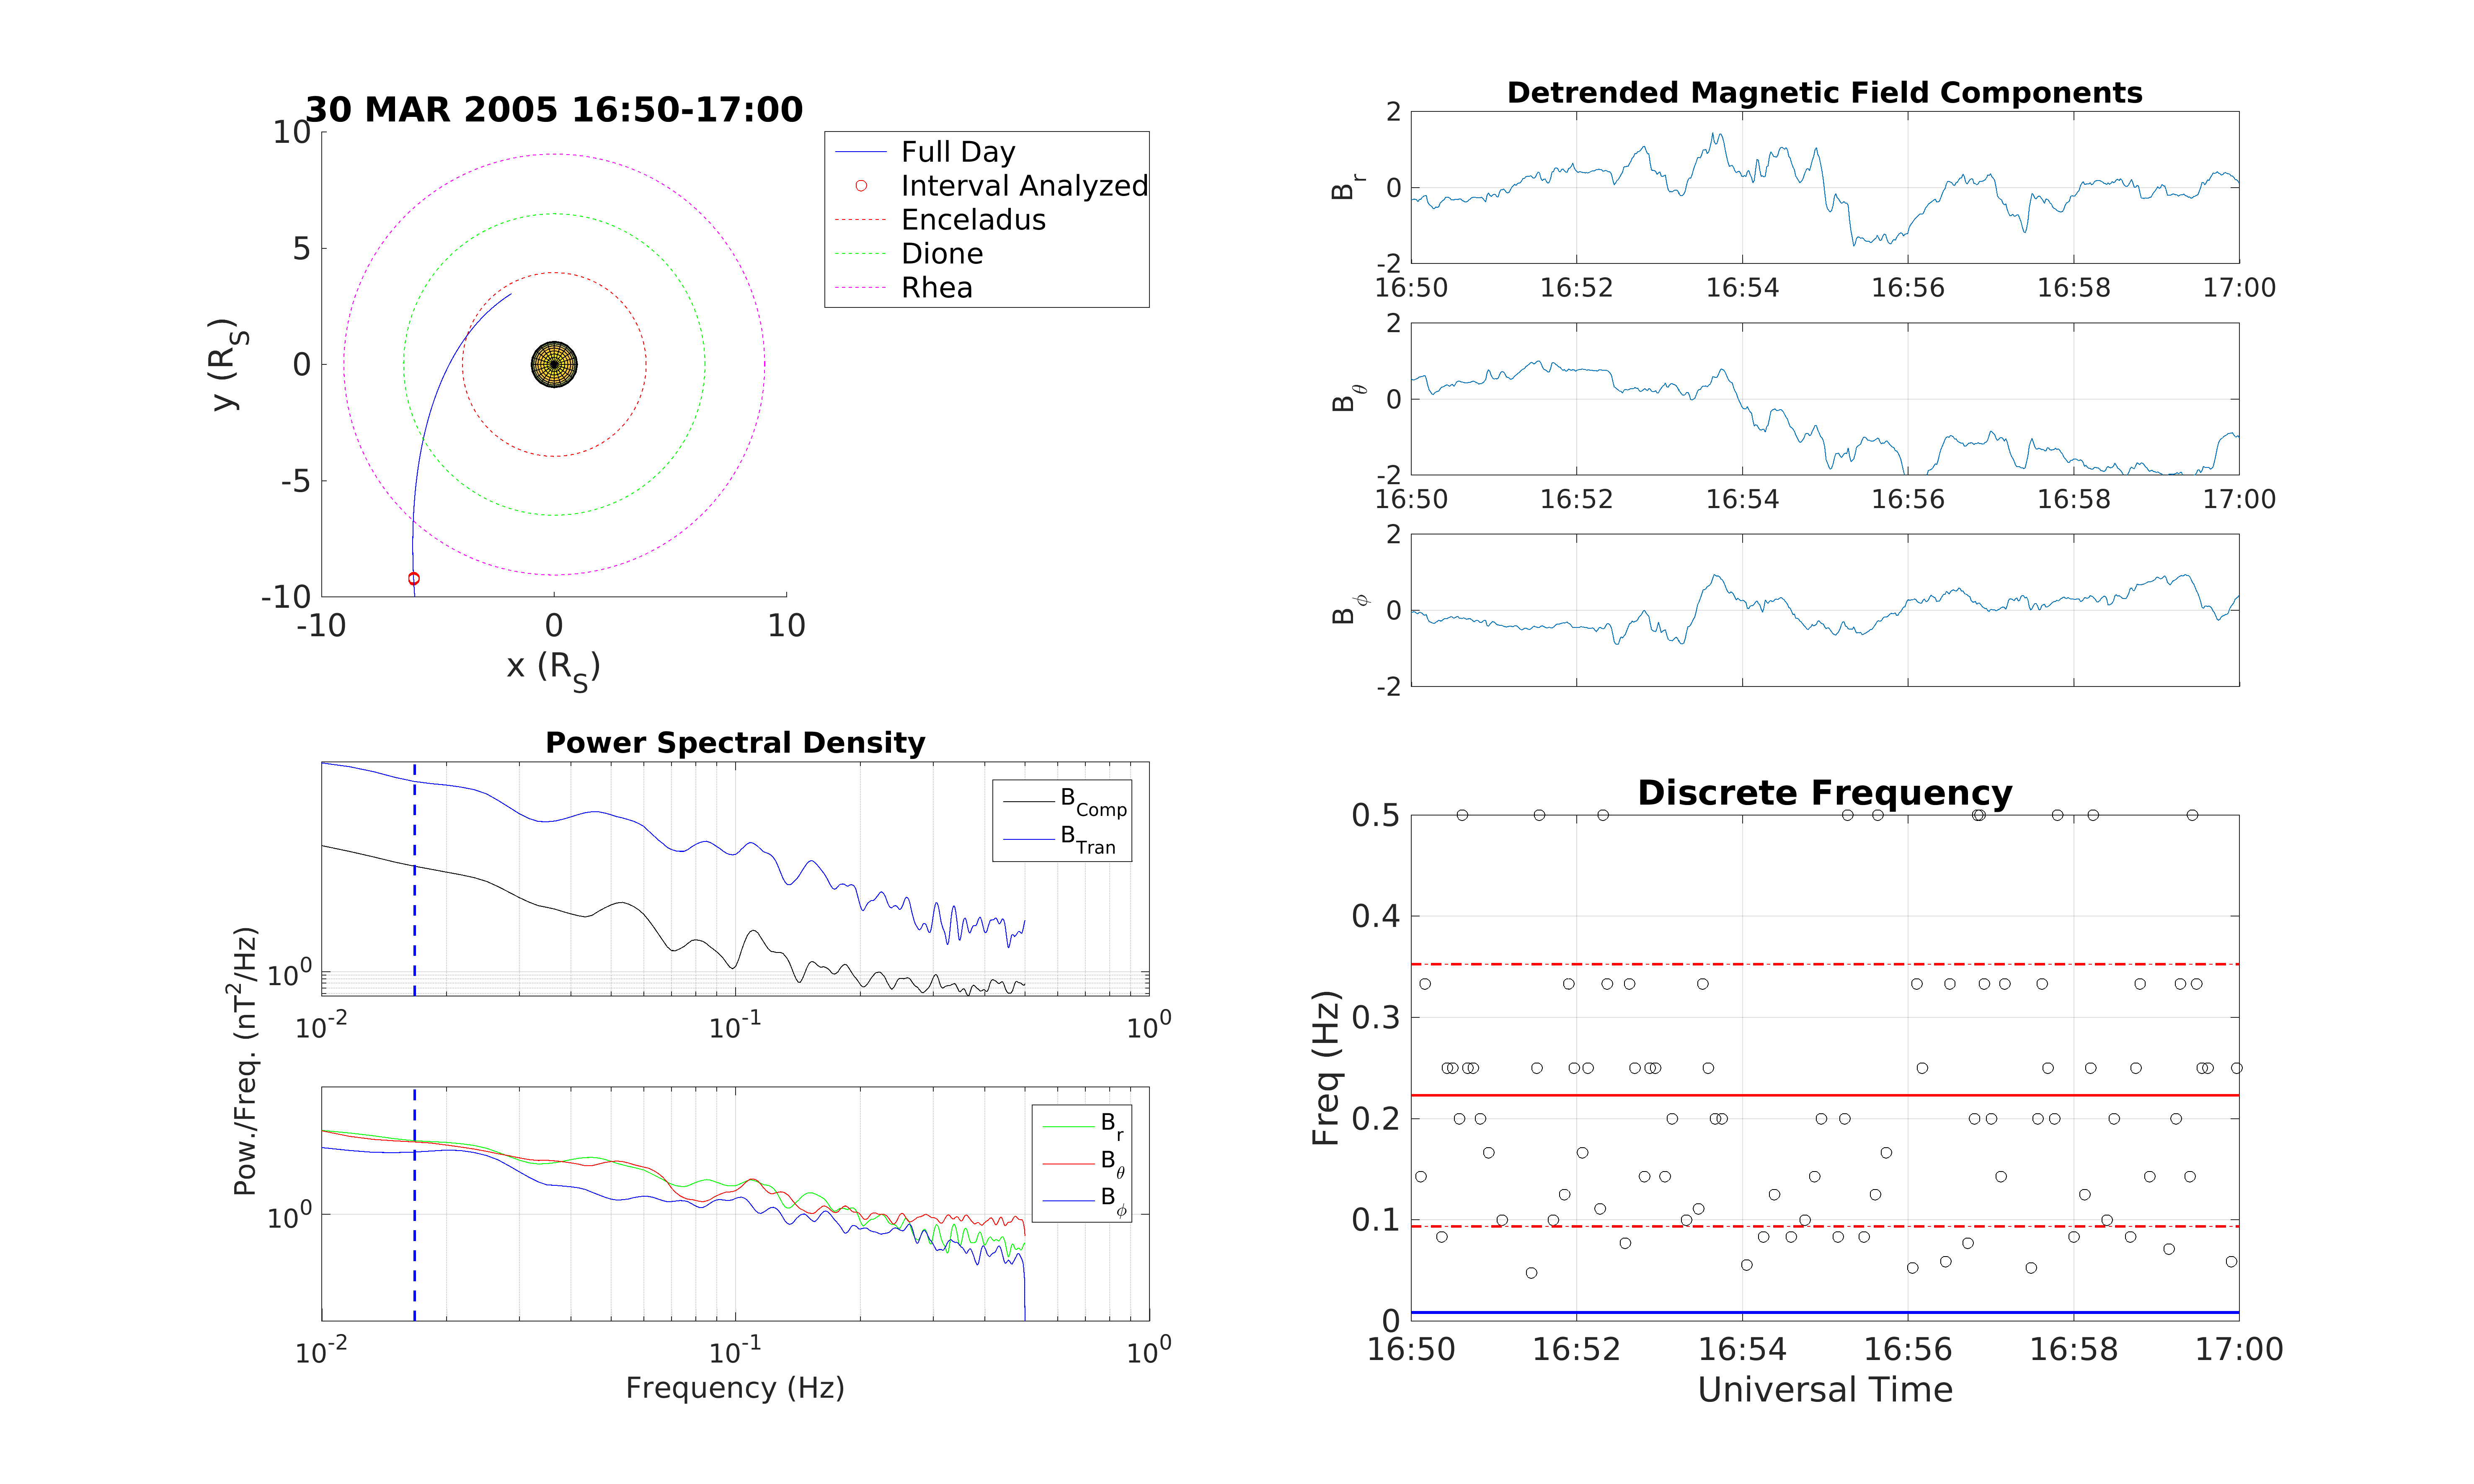 30 MAR 2005 16:50-17:00
10
5
0
-5
-10
-10 0 10
y (R_S)
x (R_S)
Full Day
Interval Analyzed
Enceladus
Dione
Rhea
Detrended Magnetic Field Components
2
0
-2
B_r
16:50 16:52 16:54 16:56 16:58 17:00
2
0
-2
B_θ
16:50 16:52 16:54 16:56 16:58 17:00
2
0
-2
B_ϕ
Power Spectral Density
B_Comp
B_Tran
10^0
10^-2 10^-1 10^0
Pow./Freq. (nT^2/Hz)
B_r
B_θ
B_ϕ
10^0
10^-2 10^-1 10^0
Frequency (Hz)
Discrete Frequency
0.5
0.4
0.3
0.2
0.1
0
Freq (Hz)
16:50 16:52 16:54 16:56 16:58 17:00
Universal Time